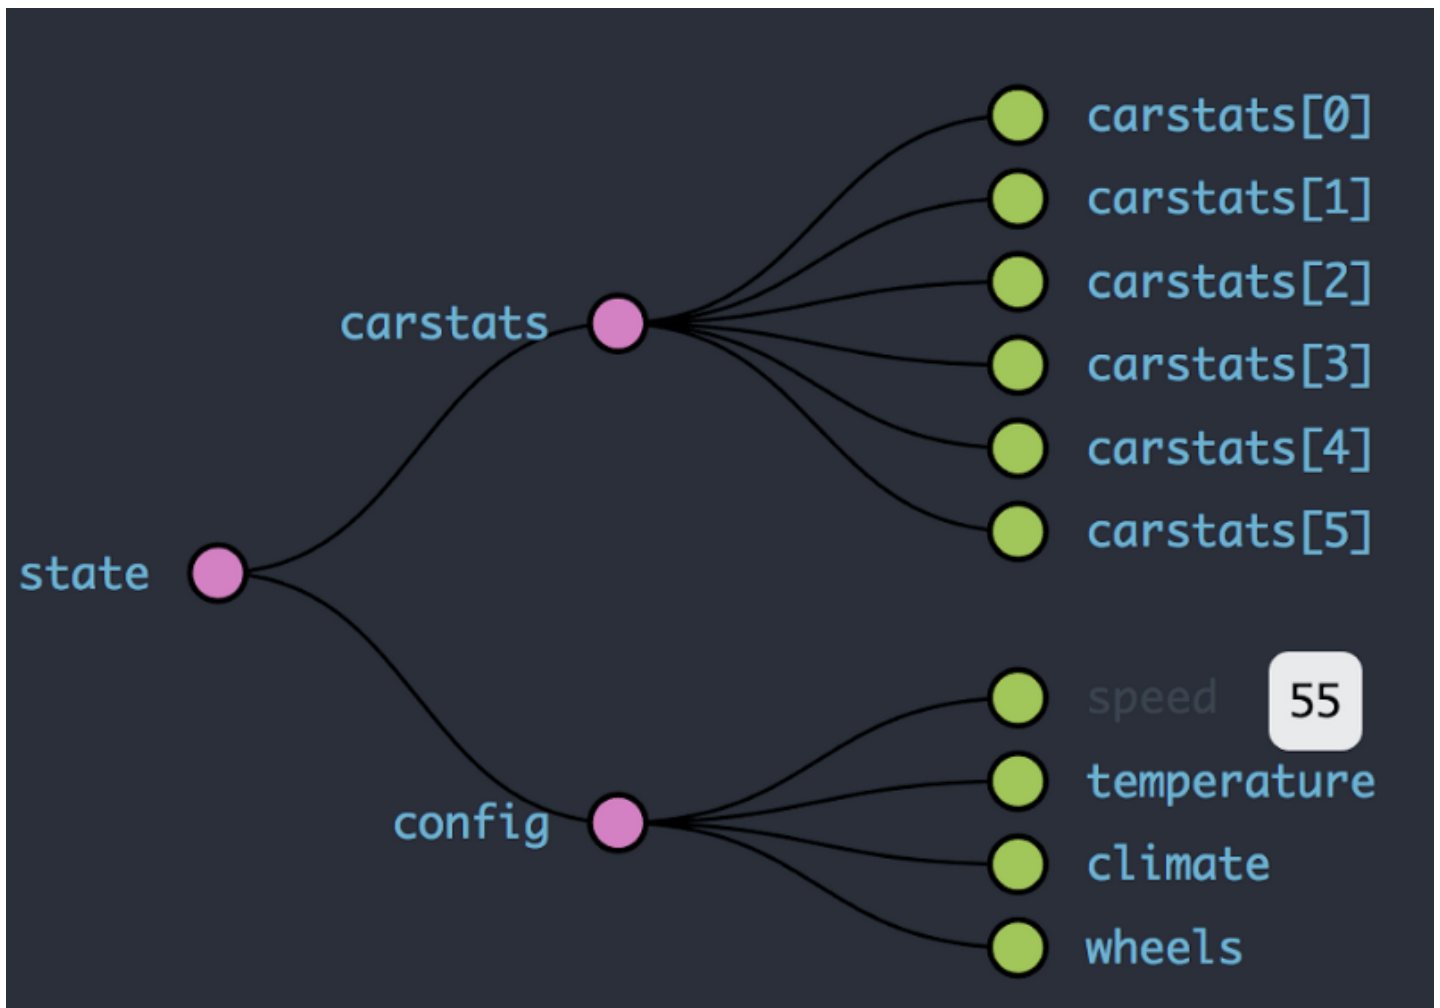 carstats[0]
carstats[1]
carstats[2]
carstats
carstats[3]
carstats[4]
carstats[5]
state
speed 55
temperature
config
climate
wheels